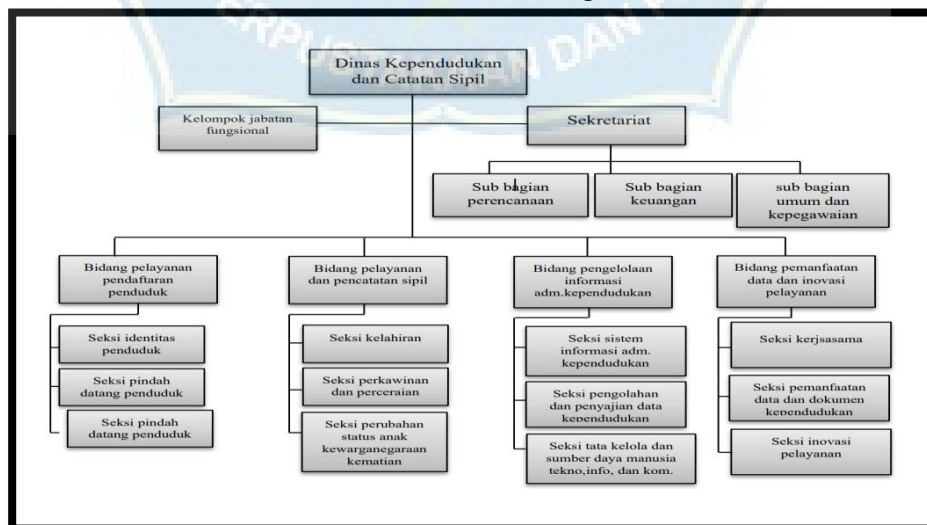 ERPUSTAKAAN DAN
Dinas Kependudukan
dan Catatan Sipil
Kelompok jabatan
fungsional
Sekretariat
Sub bagian
perencanaan
Sub bagian
keuangan
sub bagian
umum dan
kepegawaian
Bidang pelayanan
pendaftaran
penduduk
Bidang pelayanan
dan pencatatan sipil
Bidang pengelolaan
informasi
adm.kependudukan
Bidang pemanfaatan
data dan inovasi
pelayanan
Seksi identitas
penduduk
Seksi pindah
datang penduduk
Seksi pindah
datang penduduk
Seksi kelahiran
Seksi perkawinan
dan perceraian
Seksi perubahan
status anak
kewarganegaraan
kematian
Seksi sistem
informasi adm.
kependudukan
Seksi pengolahan
dan penyajian data
kependudukan
Seksi tata kelola dan
sumber daya manusia
tekno,info, dan kom.
Seksi kerjsasama
Seksi pemanfaatan
data dan dokumen
kependudukan
Seksi inovasi
pelayanan